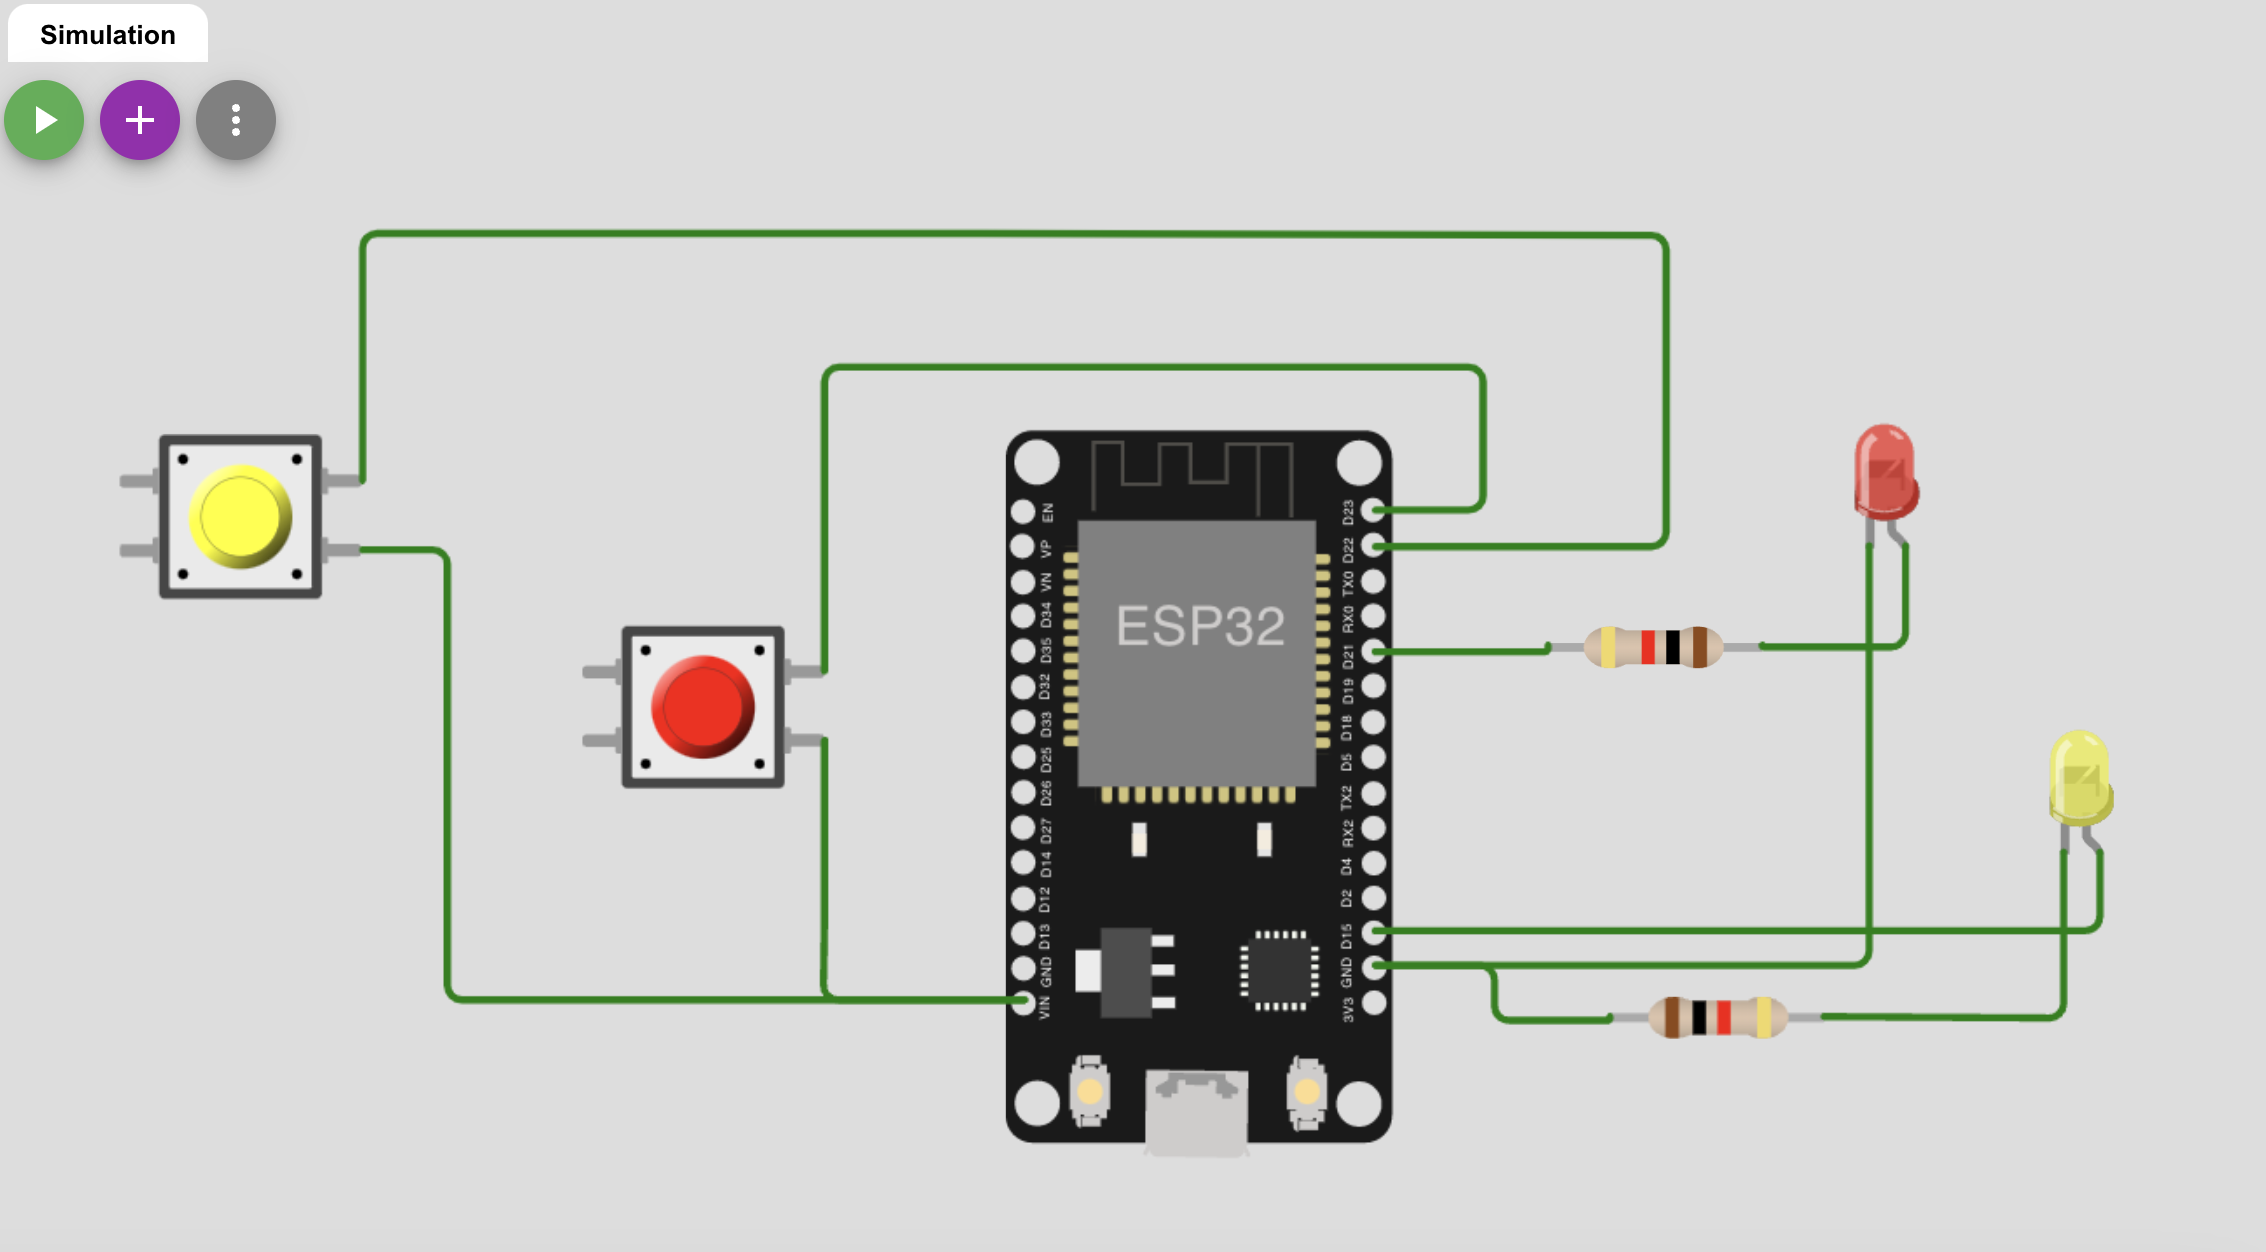 Simulation
ESP32
EN
VP
VN
D34
D35
D32
D33
D25
D26
D27
D14
D12
D13
GND
VIN
D23
D22
TX0
RX0
D21
D19
D18
D5
TX2
RX2
D4
D2
D15
GND
3V3